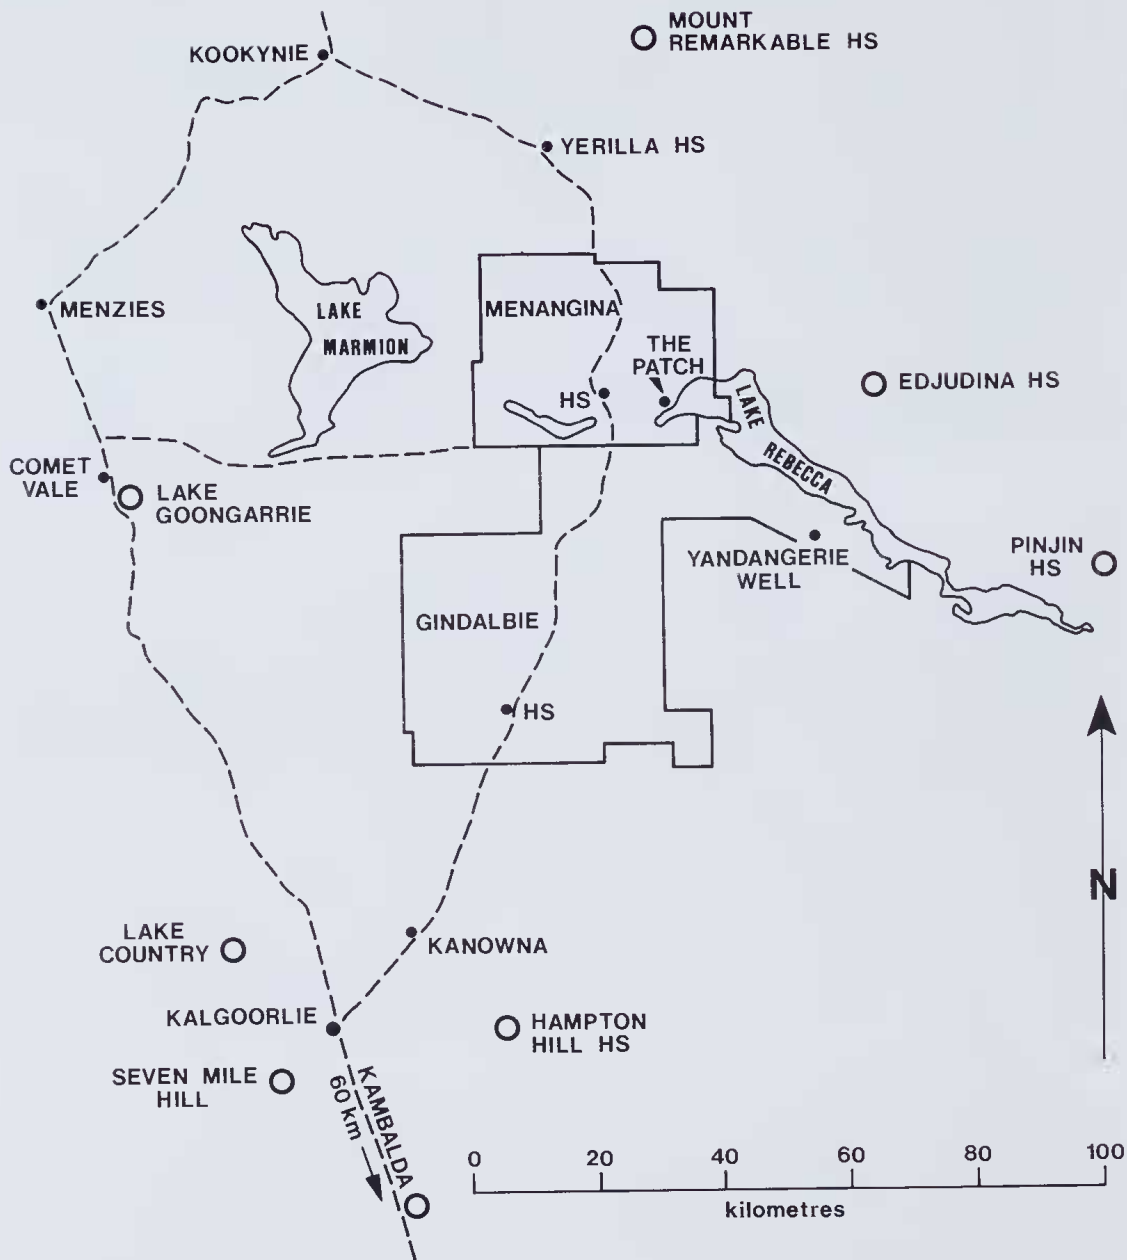 MOUNT
REMARKABLE HS
KOOKYNIE
YERILLA HS
MENZIES
LAKE
MARMION
MENANGINA
THE
PATCH
HS
EDJUDINA HS
LAKE
REBECCA
COMET
VALE
LAKE
GOONGARRIE
YANDANGERIE
WELL
PINJIN
HS
GINDALBIE
HS
N
LAKE
COUNTRY
KANOWNA
KALGOORLIE
HAMPTON
HILL HS
SEVEN MILE
HILL
KAMBALDA
60 km
0 20 40 60 80 100
kilometres